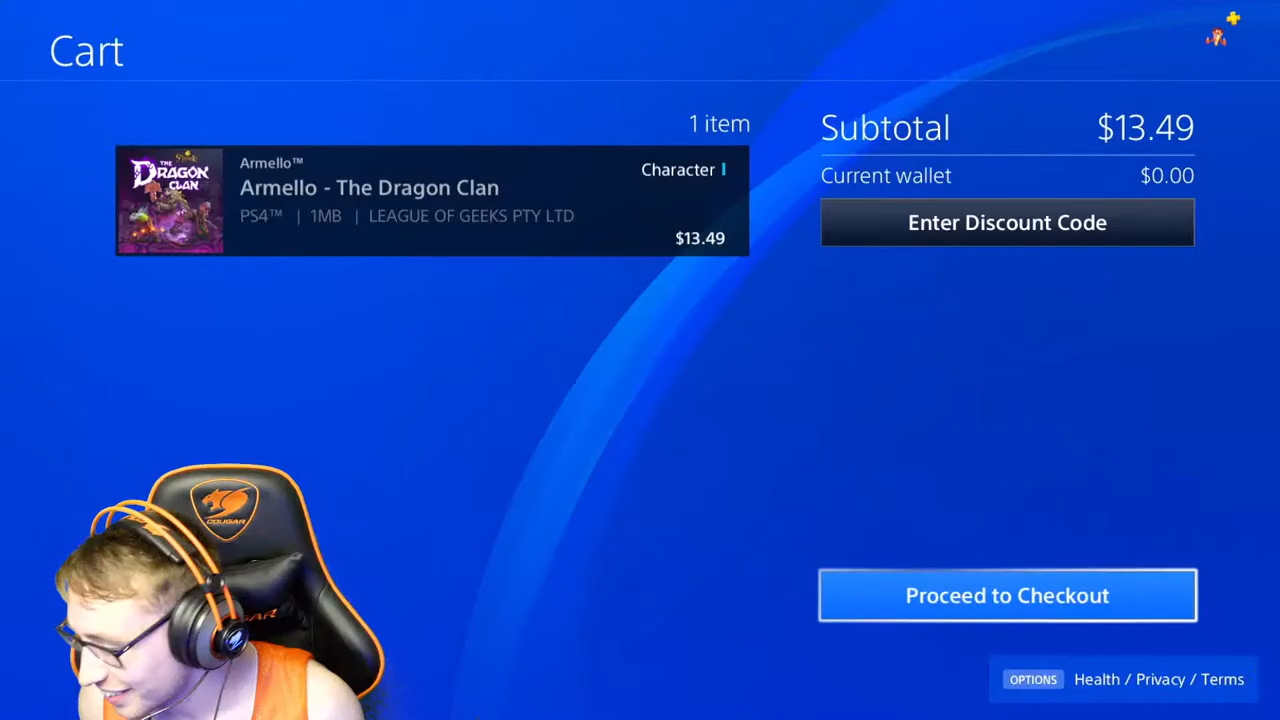 Cart
1 item
THE
DRAGON
CLAN
Armello™
Character
Armello - The Dragon Clan
PS4™ | 1MB | LEAGUE OF GEEKS PTY LTD
$13.49
Subtotal $13.49
Current wallet $0.00
Enter Discount Code
Proceed to Checkout
OPTIONS Health / Privacy / Terms
COUGAR